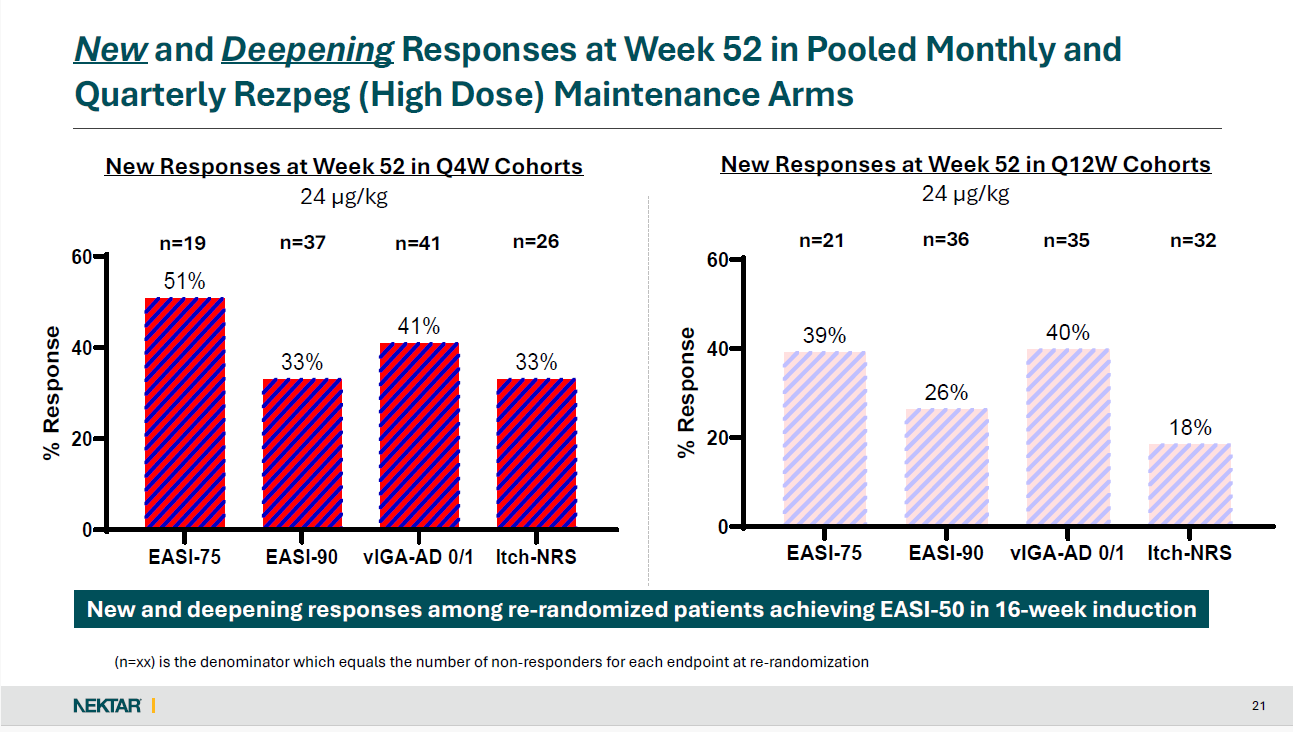 New and Deepening Responses at Week 52 in Pooled Monthly and
Quarterly Rezpeg (High Dose) Maintenance Arms
New Responses at Week 52 in Q4W Cohorts
24 µg/kg
n=19 n=37 n=41 n=26
% Response
60
40
20
0
51%
33%
41%
33%
EASI-75 EASI-90 vIGA-AD 0/1 Itch-NRS
New Responses at Week 52 in Q12W Cohorts
24 µg/kg
n=21 n=36 n=35 n=32
% Response
60
40
20
0
39%
26%
40%
18%
EASI-75 EASI-90 vIGA-AD 0/1 Itch-NRS
New and deepening responses among re-randomized patients achieving EASI-50 in 16-week induction
(n=xx) is the denominator which equals the number of non-responders for each endpoint at re-randomization
NEKTAR
21